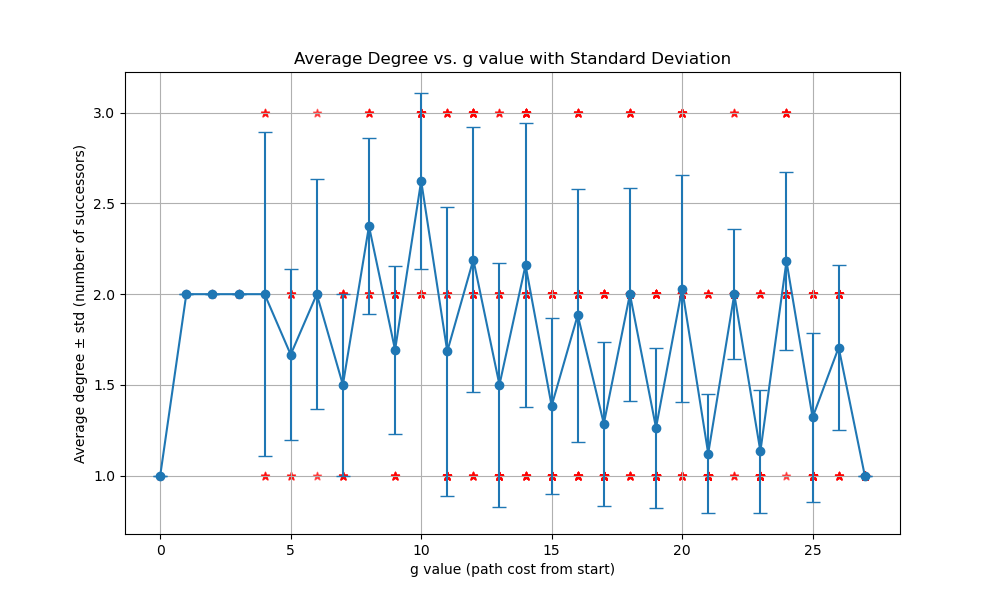 Average Degree vs. g value with Standard Deviation
Average degree ± std (number of successors)
3.0
2.5
2.0
1.5
1.0
0 5 10 15 20 25
g value (path cost from start)